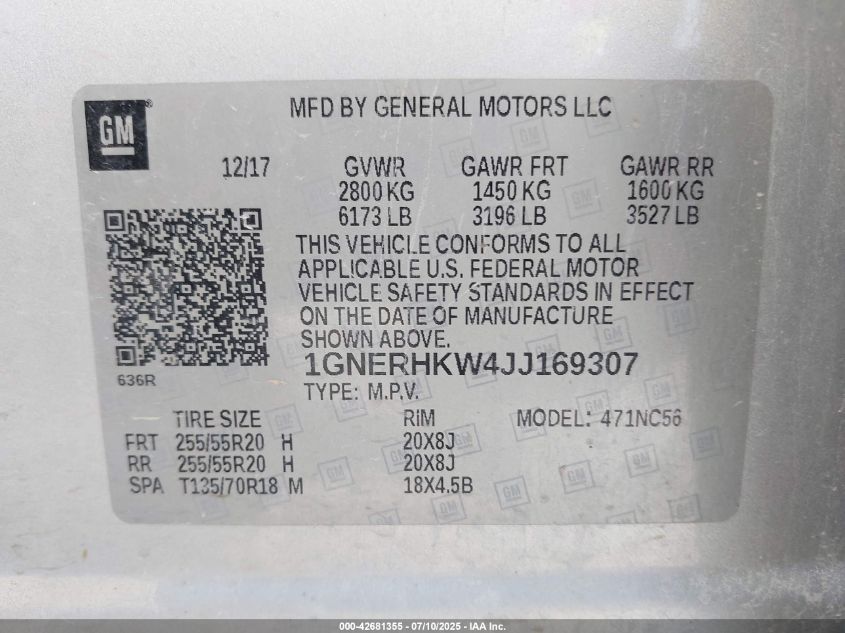 GM®
MFD BY GENERAL MOTORS LLC
12/17 GVWR GAWR FRT GAWR RR
2800 KG 1450 KG 1600 KG
6173 LB 3196 LB 3527 LB
THIS VEHICLE CONFORMS TO ALL
APPLICABLE U.S. FEDERAL MOTOR
VEHICLE SAFETY STANDARDS IN EFFECT
ON THE DATE OF MANUFACTURE
SHOWN ABOVE.
1GNERHKW4JJ169307
636R
TYPE: M.P.V.
TIRE SIZE RIM MODEL: 471NC56
FRT 255/55R20 H 20X8J
RR 255/55R20 H 20X8J
SPA T135/70R18 M 18X4.5B
000-42681355 — 07/10/2025 - IAA Inc.